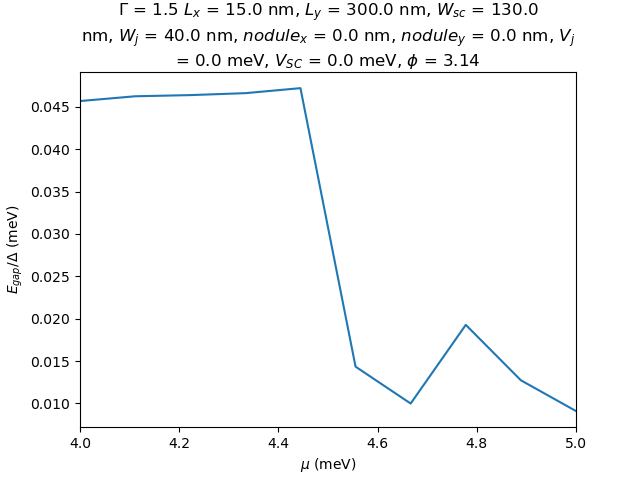 Γ = 1.5 Lₓ = 15.0 nm, L_y = 300.0 nm, W_sc = 130.0
nm, W_j = 40.0 nm, noduleₓ = 0.0 nm, nodule_y = 0.0 nm, V_j
= 0.0 meV, V_SC = 0.0 meV, ϕ = 3.14
0.045
0.040
0.035
0.030
0.025
0.020
0.015
0.010
E_gap/Δ (meV)
4.0 4.2 4.4 4.6 4.8 5.0
μ (meV)